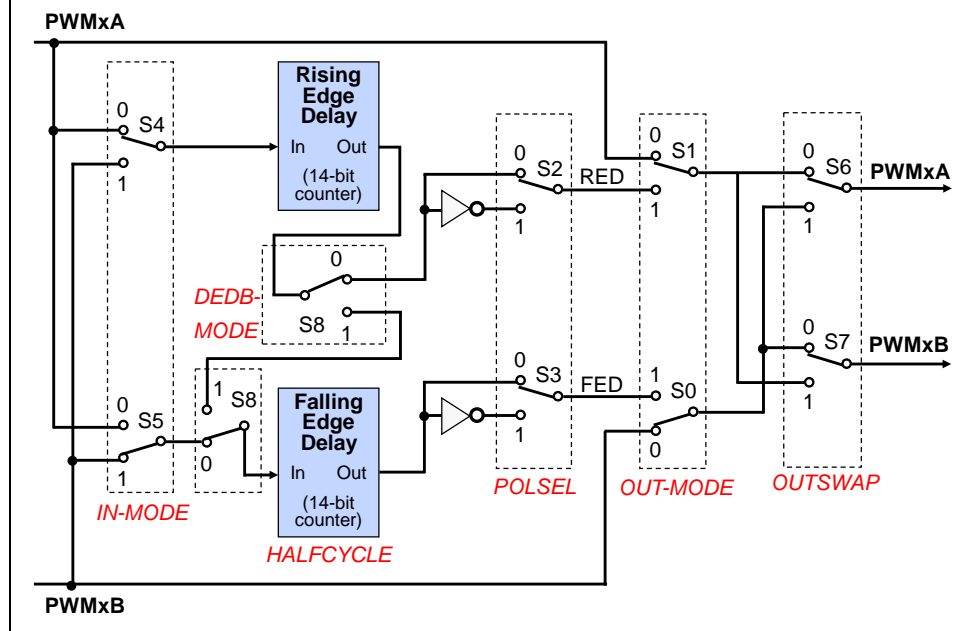 PWMxA
Rising
Edge
Delay
In Out
(14-bit
counter)
0
S4
1
0
S2
1
RED
0
S1
1
0
S6
1
PWMxA
DEDB-
MODE
0
S8
1
0
S5
1
IN-MODE
1
S8
0
Falling
Edge
Delay
In Out
(14-bit
counter)
HALFCYCLE
0
S3
1
FED
POLSEL
1
S0
0
OUT-MODE
0
S7
1
PWMxB
OUTSWAP
PWMxB